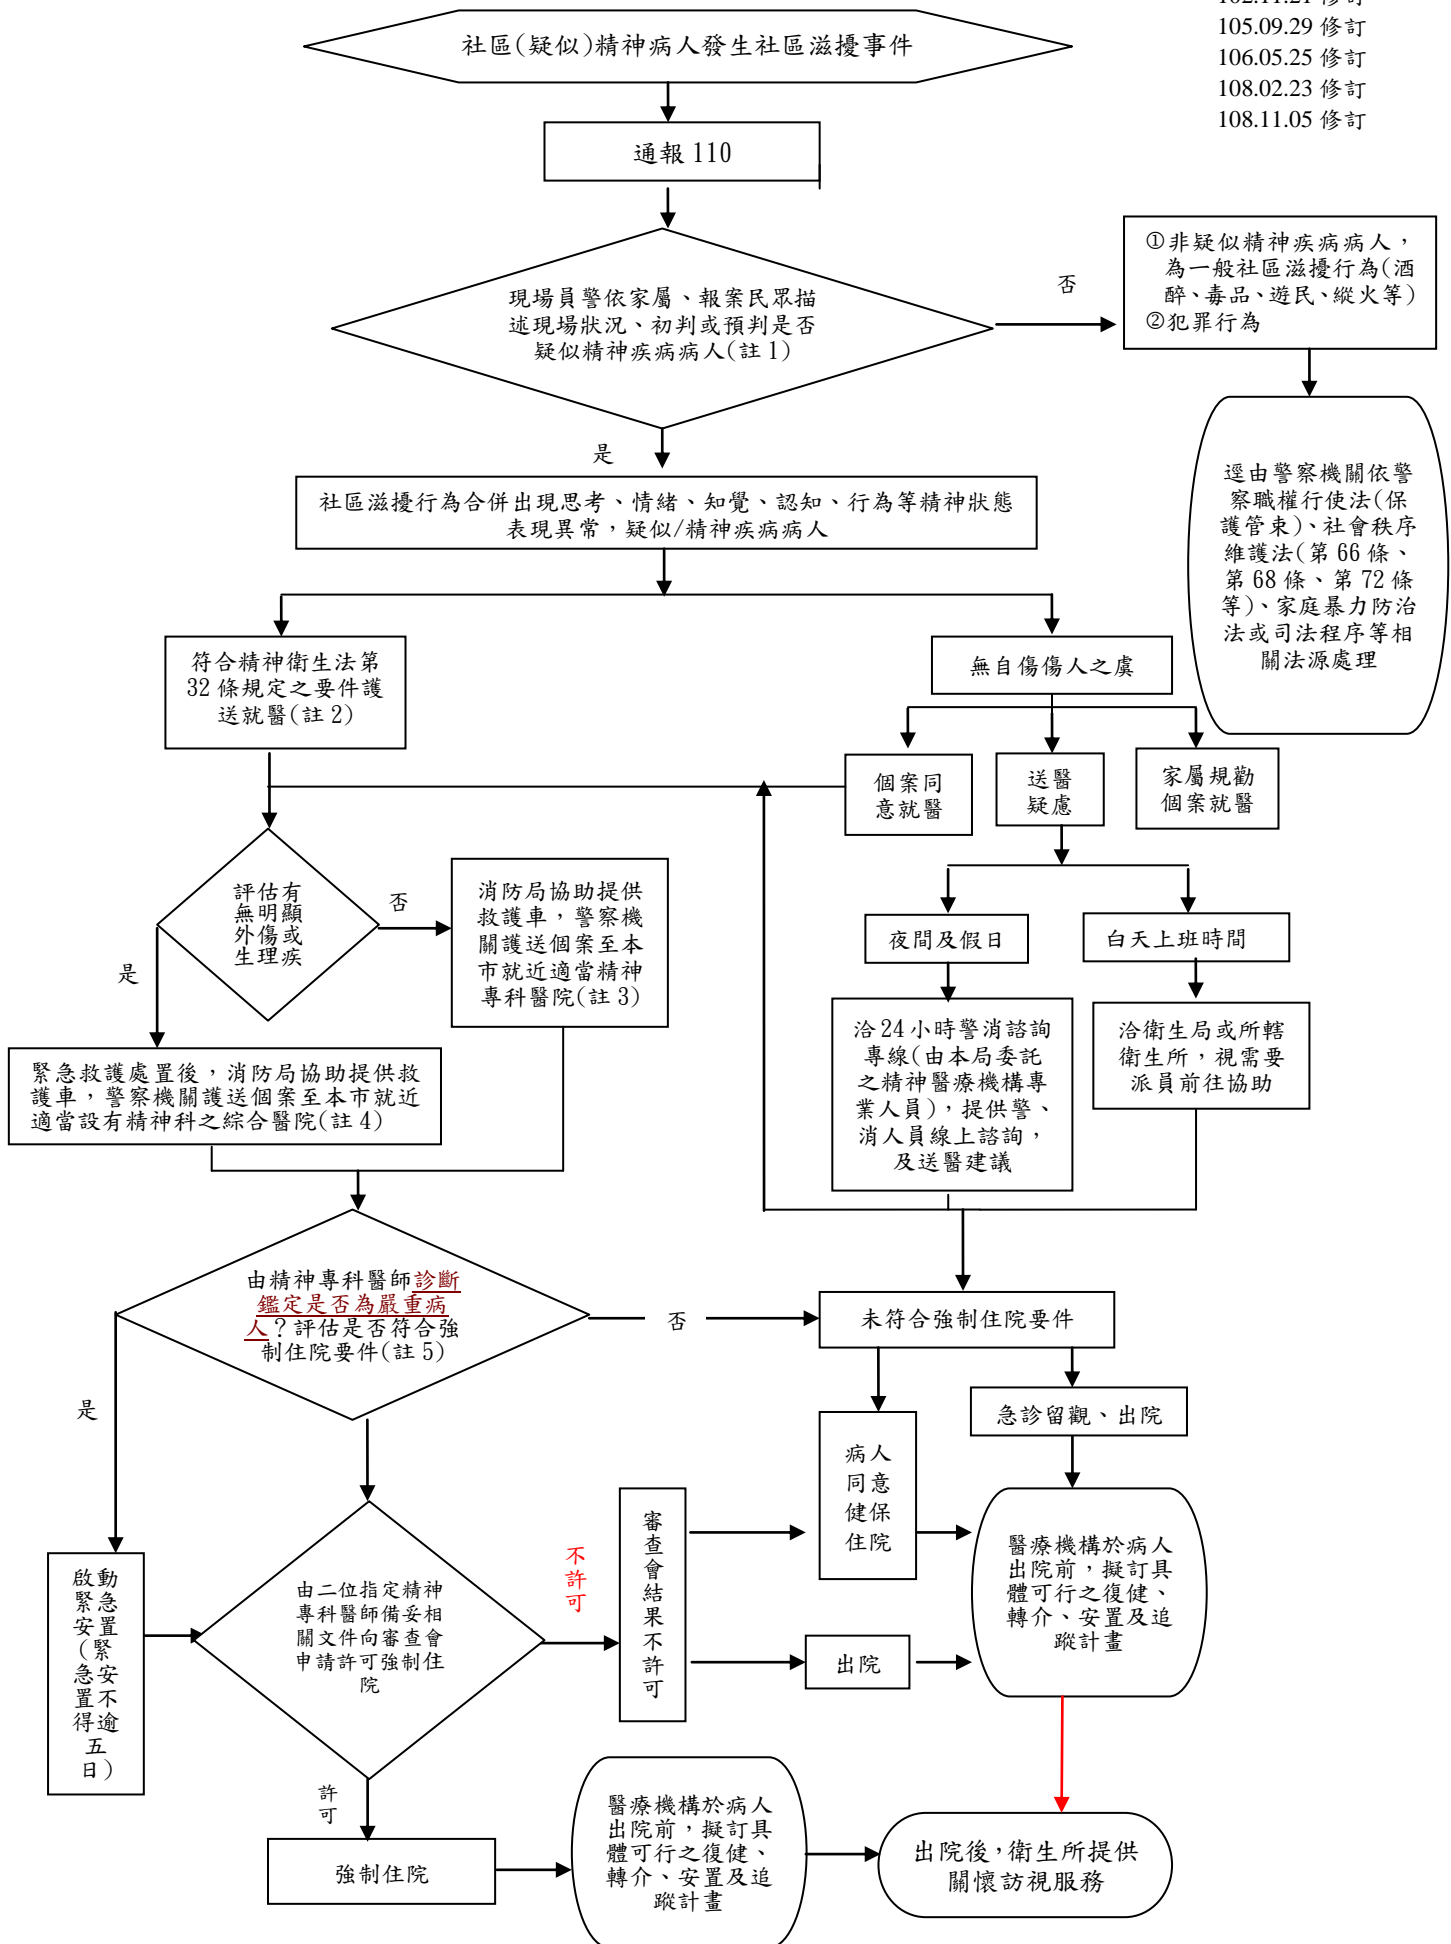 102.11.21 修訂
105.09.29 修訂
106.05.25 修訂
108.02.23 修訂
108.11.05 修訂
社區(疑似)精神病人發生社區滋擾事件
通報 110
現場員警依家屬、報案民眾描
述現場狀況、初判或預判是否
疑似精神疾病病人(註 1)
否
①非疑似精神疾病病人，
為一般社區滋擾行為(酒
醉、毒品、遊民、縱火等)
②犯罪行為
是
逕由警察機關依警
察職權行使法(保
護管束)、社會秩序
維護法(第 66 條、
第 68 條、第 72 條
等)、家庭暴力防治
法或司法程序等相
關法源處理
社區滋擾行為合併出現思考、情緒、知覺、認知、行為等精神狀態
表現異常，疑似/精神疾病病人
符合精神衛生法第
32 條規定之要件護
送就醫(註 2)
無自傷傷人之虞
個案同
意就醫
送醫
疑慮
家屬規勸
個案就醫
評估有
無明顯
外傷或
生理疾
否
是
消防局協助提供
救護車，警察機
關護送個案至本
市就近適當精神
專科醫院(註 3)
夜間及假日
白天上班時間
洽 24 小時警消諮詢
專線(由本局委託
之精神醫療機構專
業人員)，提供警、
消人員線上諮詢，
及送醫建議
洽衛生局或所轄
衛生所，視需要
派員前往協助
緊急救護處置後，消防局協助提供救
護車，警察機關護送個案至本市就近
適當設有精神科之綜合醫院(註 4)
由精神專科醫師診斷
鑑定是否為嚴重病
人？評估是否符合強
制住院要件(註 5)
否
未符合強制住院要件
是
急診留觀、出院
病人
同意
健保
住院
啟動
緊急
安置
(緊
急安
置不
得逾
五
日)
由二位指定精神
專科醫師備妥相
關文件向審查會
申請許可強制住
院
不許可
審查會結果不許可
出院
醫療機構於病人
出院前，擬訂具
體可行之復健、
轉介、安置及追
蹤計畫
許可
強制住院
醫療機構於病人
出院前，擬訂具
體可行之復健、
轉介、安置及追
蹤計畫
出院後，衛生所提供
關懷訪視服務